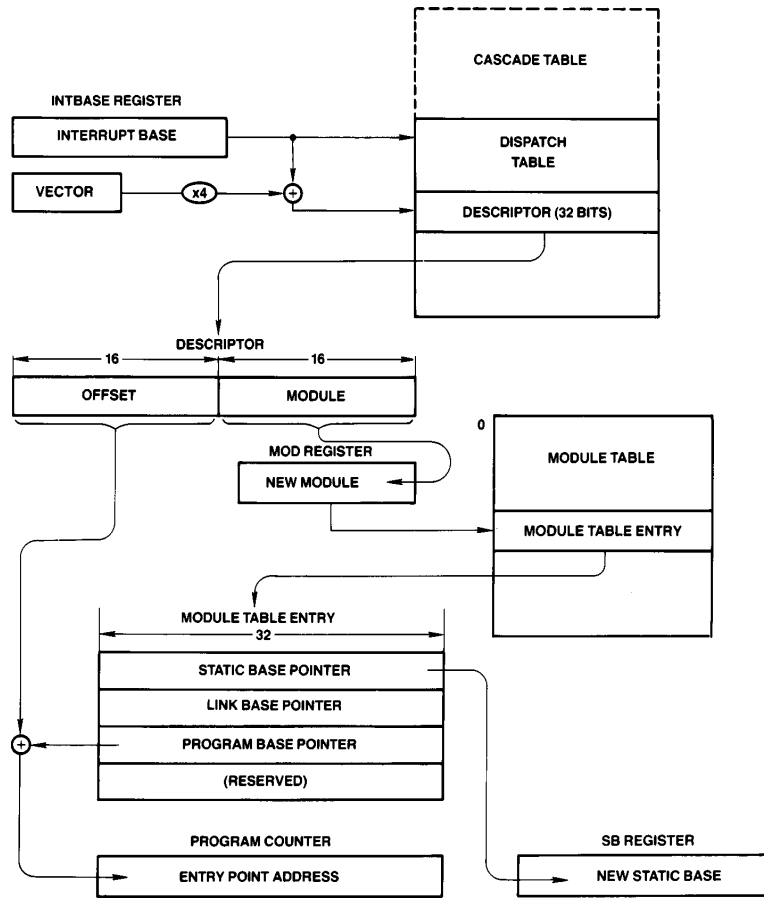 CASCADE TABLE
INTBASE REGISTER
INTERRUPT BASE
DISPATCH
TABLE
VECTOR
x4
+
DESCRIPTOR (32 BITS)
DESCRIPTOR
16
16
OFFSET
MODULE
0
MOD REGISTER
MODULE TABLE
NEW MODULE
MODULE TABLE ENTRY
MODULE TABLE ENTRY
32
STATIC BASE POINTER
LINK BASE POINTER
+
PROGRAM BASE POINTER
(RESERVED)
PROGRAM COUNTER
SB REGISTER
ENTRY POINT ADDRESS
NEW STATIC BASE